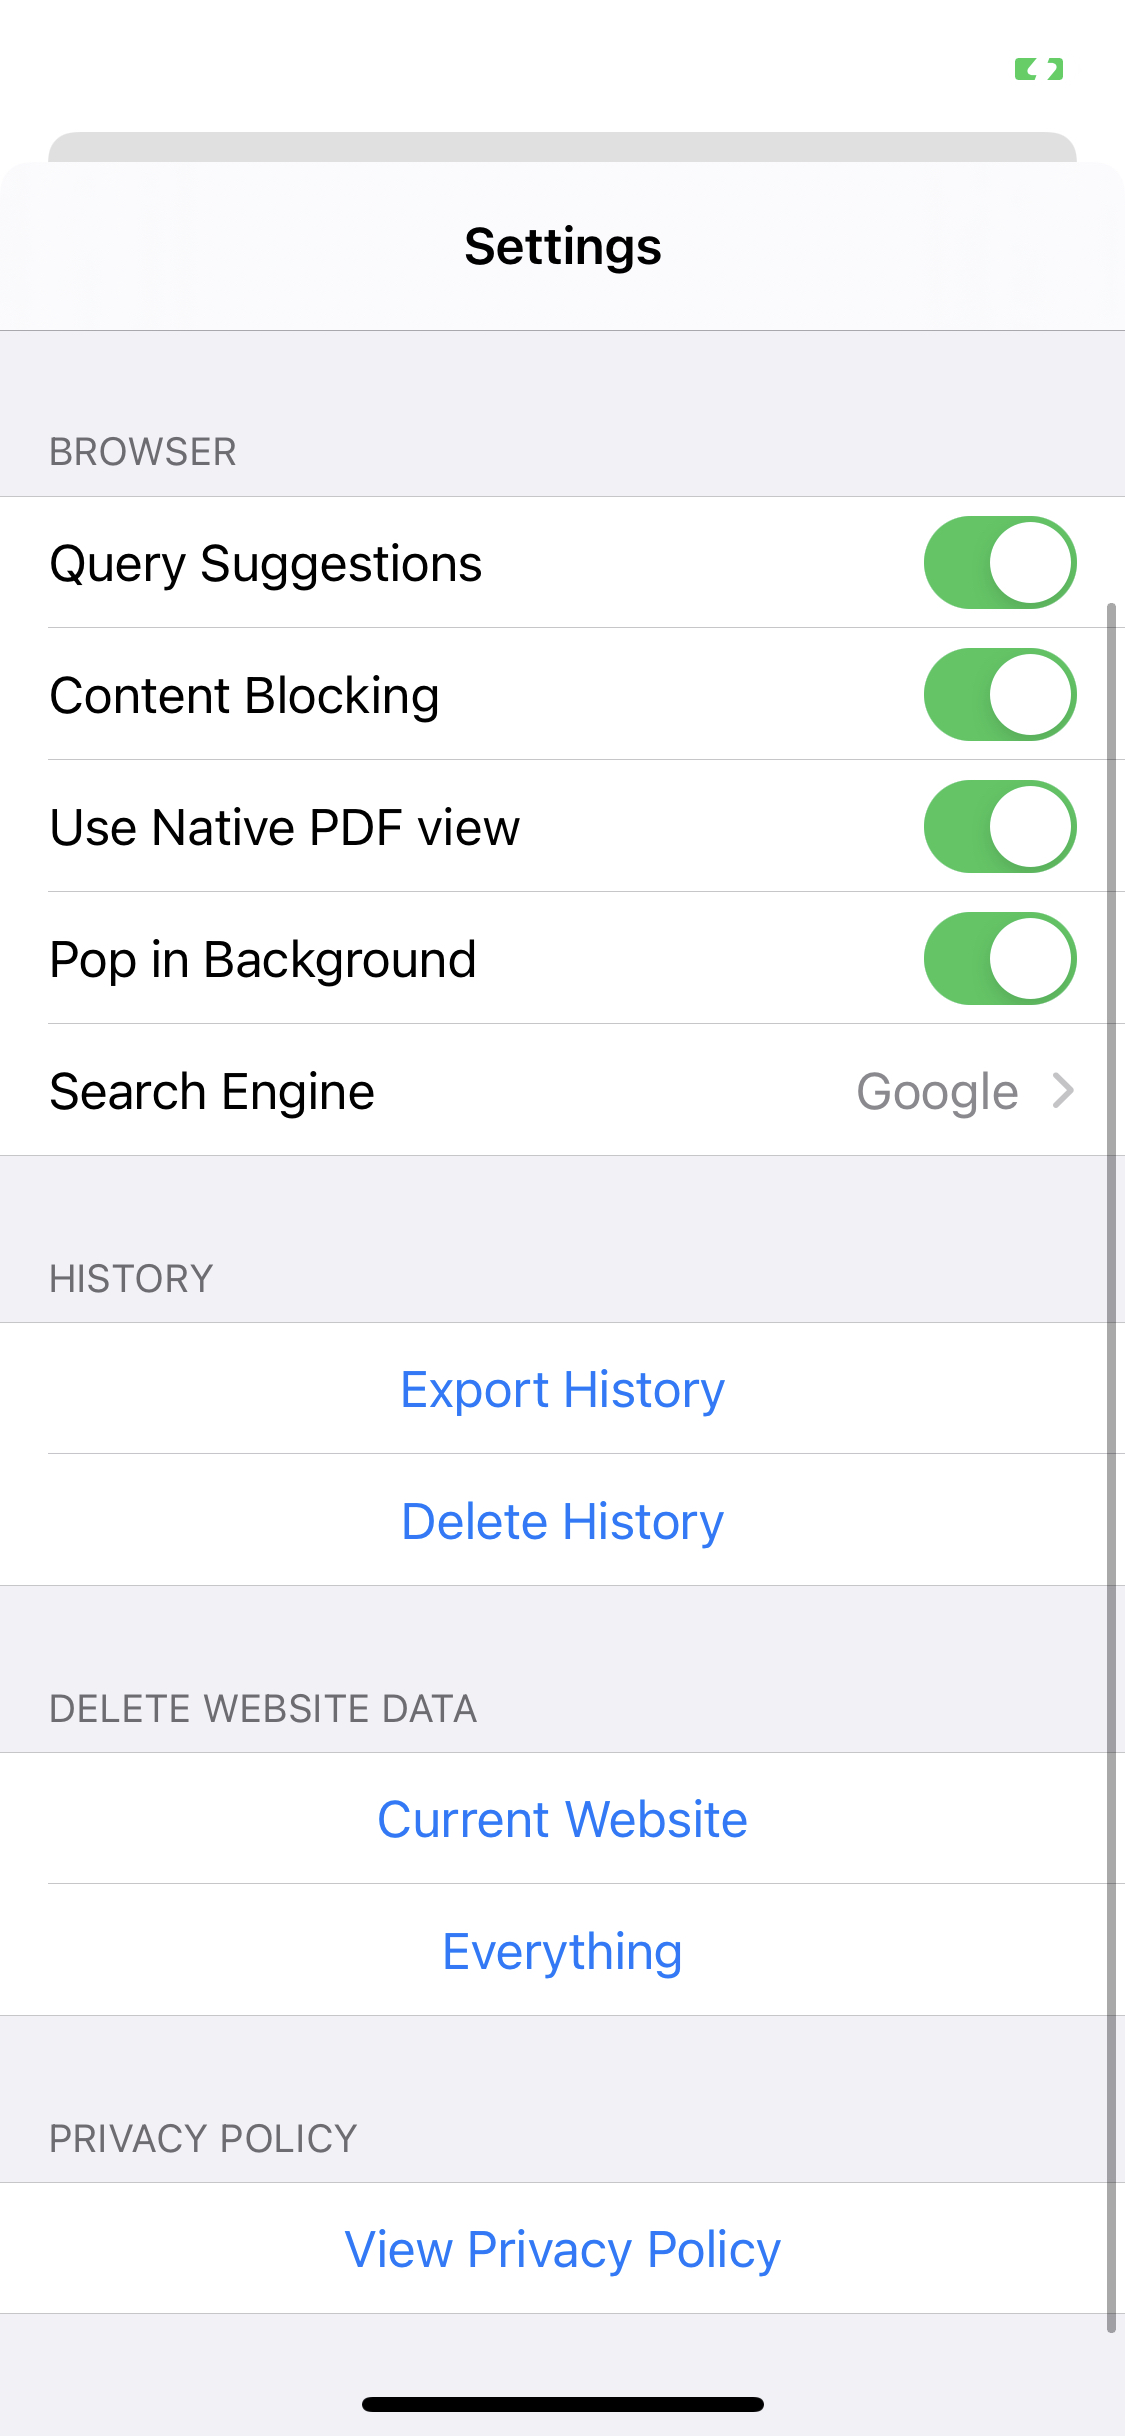 Settings
BROWSER
Query Suggestions
Content Blocking
Use Native PDF view
Pop in Background
Search Engine Google
HISTORY
Export History
Delete History
DELETE WEBSITE DATA
Current Website
Everything
PRIVACY POLICY
View Privacy Policy